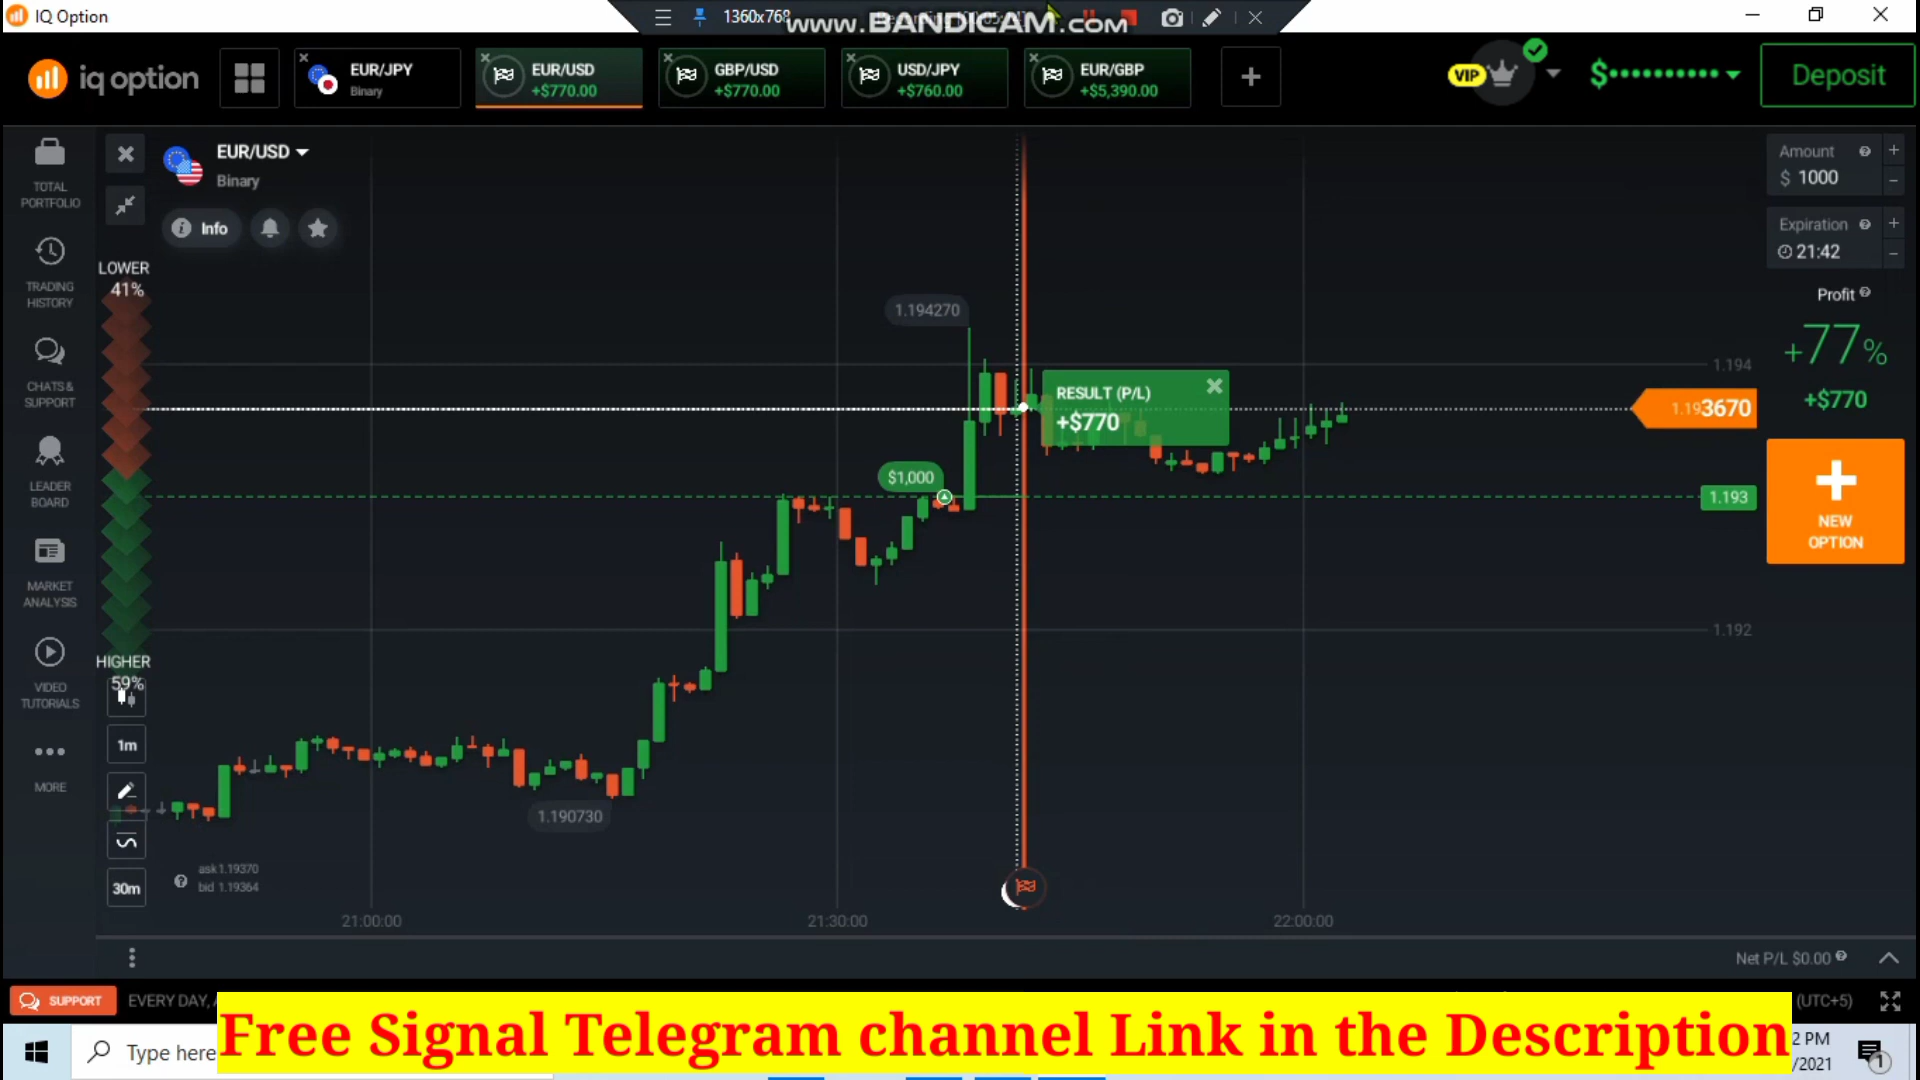 IQ Option
1360x768
www.BANDICAM.com
iq option
EUR/JPY
Binary
EUR/USD
+$770.00
GBP/USD
+$770.00
USD/JPY
+$760.00
EUR/GBP
+$5,390.00
VIP
Deposit
TOTAL
PORTFOLIO
TRADING
HISTORY
CHATS &
SUPPORT
LEADER
BOARD
MARKET
ANALYSIS
VIDEO
TUTORIALS
MORE
EUR/USD
Binary
Info
LOWER
41%
HIGHER
59%
1m
30m
ask 1.19370
bid 1.19364
1.194270
$1,000
RESULT (P/L)
+$770
1.190730
1.194
1.193670
1.193
1.192
21:00:00
21:30:00
22:00:00
Amount
$ 1000
Expiration
21:42
Profit
+77%
+$770
NEW
OPTION
Net P/L $0.00
SUPPORT
EVERY DAY,
(UTC+5)
Free Signal Telegram channel Link in the Description
Type here
2 PM
/2021
1